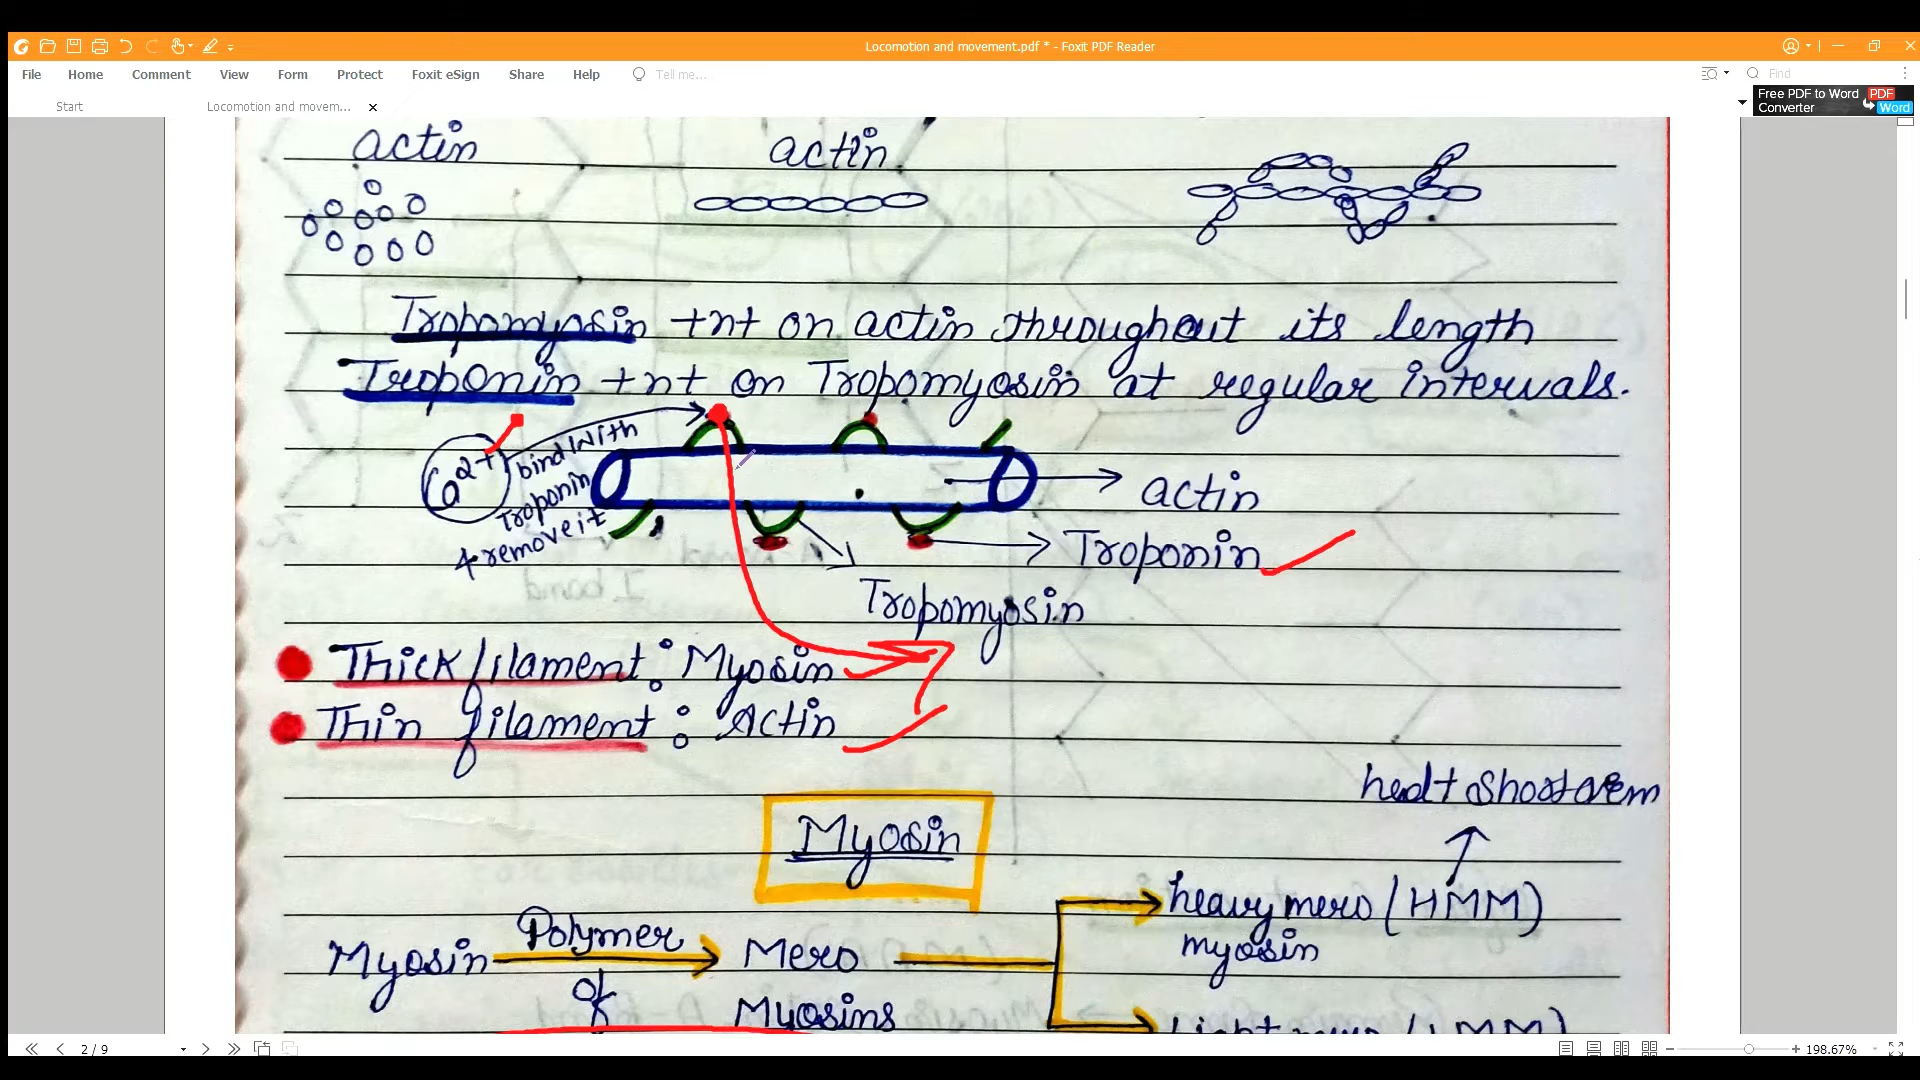 Locomotion and movement.pdf * - Foxit PDF Reader
File Home Comment View Form Protect Foxit eSign Share Help Tell me... Find
Start Locomotion and movem... Free PDF to Word Converter PDF Word
actin actin
Tropomyosin +nt on actin throughout its length
Troponin +nt on Tropomyosin at regular intervals.
Ca2+ bind with Troponin & remove it
actin
Troponin
Tropomyosin
Thick filament : Myosin
Thin filament : Actin
Myosin
Myosin Polymer of Mero Myosins
heavy mero (HMM) myosin
2 / 9 198.67%